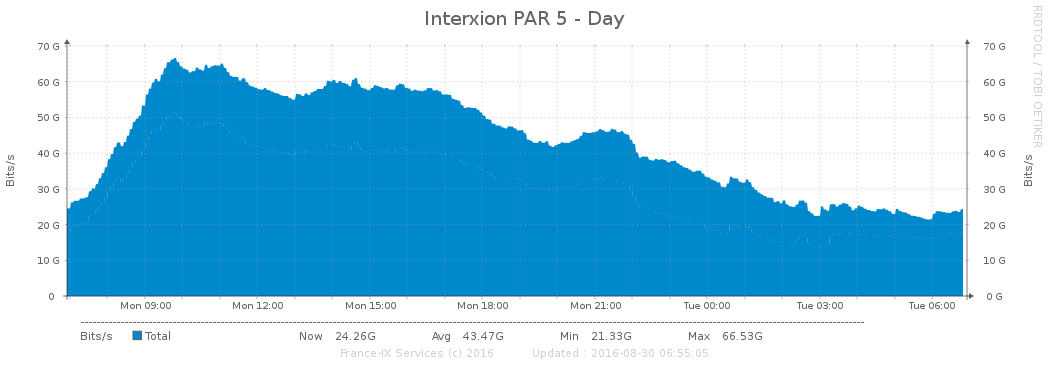 Interxion PAR 5 - Day
RRDTOOL / TOBI OETIKER
Bits/s
70 G
60 G
50 G
40 G
30 G
20 G
10 G
0
70 G
60 G
50 G
40 G
30 G
20 G
10 G
0 G
Bits/s
Mon 09:00 Mon 12:00 Mon 15:00 Mon 18:00 Mon 21:00 Tue 00:00 Tue 03:00 Tue 06:00
Bits/s Total Now 24.26G Avg 43.47G Min 21.33G Max 66.53G
France-IX Services (c) 2016 Updated : 2016-08-30 06:55:05